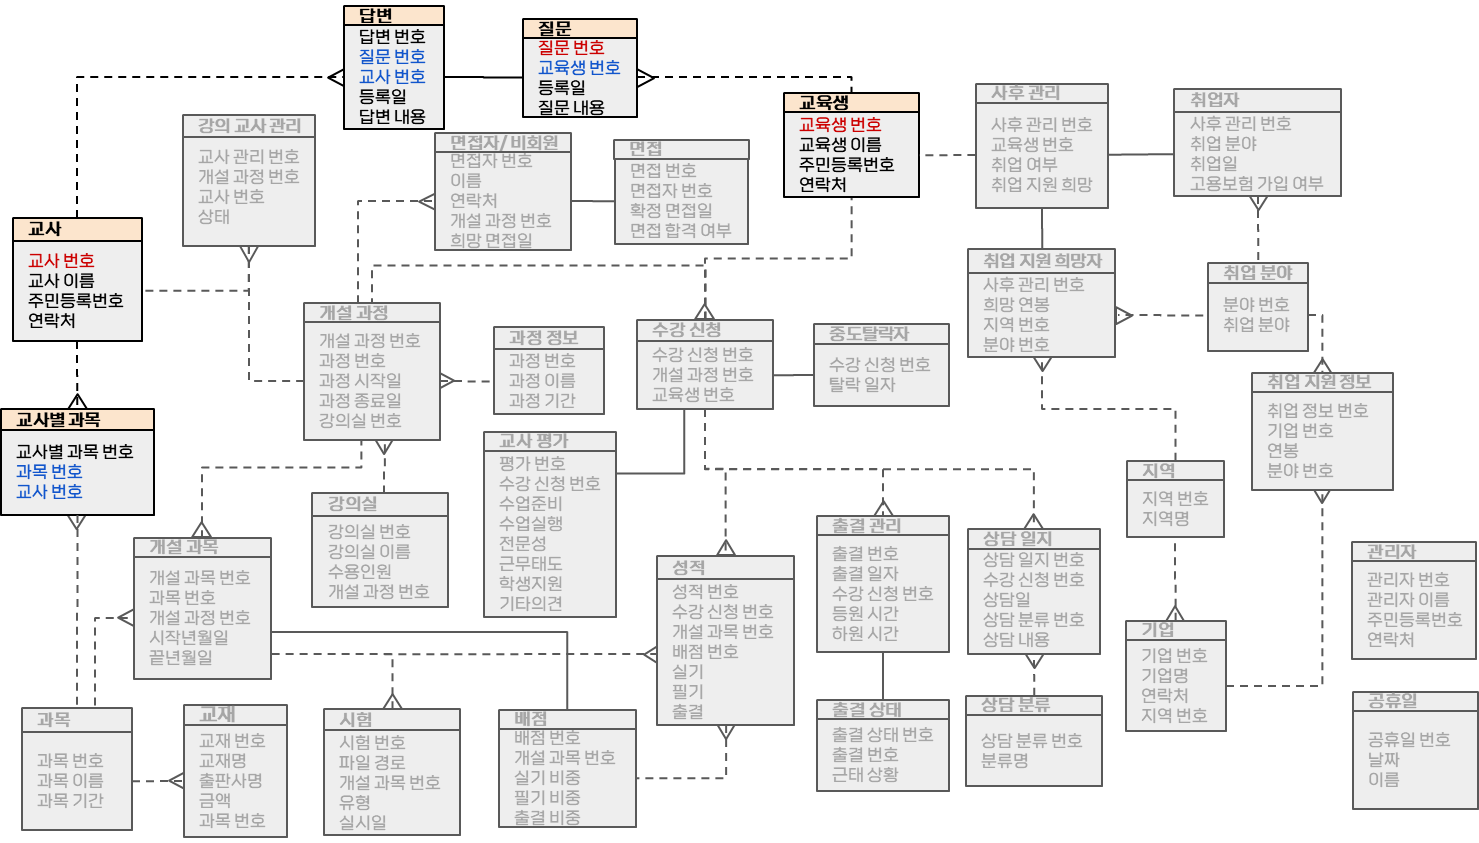 답변
답변 번호
질문 번호
교사 번호
등록일
답변 내용
질문
질문 번호
교육생 번호
등록일
질문 내용
교육생
교육생 번호
교육생 이름
주민등록번호
연락처
사후 관리
사후 관리 번호
교육생 번호
취업 여부
취업 지원 희망
취업자
사후 관리 번호
취업 분야
취업일
고용보험 가입 여부
강의 교사 관리
교사 관리 번호
개설 과정 번호
교사 번호
상태
면접자/ 비회원
면접자 번호
이름
연락처
개설 과정 번호
희망 면접일
면접
면접 번호
면접자 번호
확정 면접일
면접 합격 여부
교사
교사 번호
교사 이름
주민등록번호
연락처
취업 지원 희망자
사후 관리 번호
희망 연봉
지역 번호
분야 번호
취업 분야
분야 번호
취업 분야
개설 과정
개설 과정 번호
과정 번호
과정 시작일
과정 종료일
강의실 번호
과정 정보
과정 번호
과정 이름
과정 기간
수강 신청
수강 신청 번호
개설 과정 번호
교육생 번호
중도탈락자
수강 신청 번호
탈락 일자
취업 지원 정보
취업 정보 번호
기업 번호
연봉
분야 번호
교사별 과목
교사별 과목 번호
과목 번호
교사 번호
교사 평가
평가 번호
수강 신청 번호
수업준비
수업실행
전문성
근무태도
학생지원
기타의견
지역
지역 번호
지역명
강의실
강의실 번호
강의실 이름
수용인원
개설 과정 번호
개설 과목
개설 과목 번호
과목 번호
개설 과정 번호
시작년월일
끝년월일
출결 관리
출결 번호
출결 일자
수강 신청 번호
등원 시간
하원 시간
상담 일지
상담 일지 번호
수강 신청 번호
상담일
상담 분류 번호
상담 내용
관리자
관리자 번호
관리자 이름
주민등록번호
연락처
성적
성적 번호
수강 신청 번호
개설 과목 번호
배점 번호
실기
필기
출결
기업
기업 번호
기업명
연락처
지역 번호
과목
과목 번호
과목 이름
과목 기간
교재
교재 번호
교재명
출판사명
금액
과목 번호
시험
시험 번호
파일 경로
개설 과목 번호
유형
실시일
배점
배점 번호
개설 과목 번호
실기 비중
필기 비중
출결 비중
출결 상태
출결 상태 번호
출결 번호
근태 상황
상담 분류
상담 분류 번호
분류명
공휴일
공휴일 번호
날짜
이름